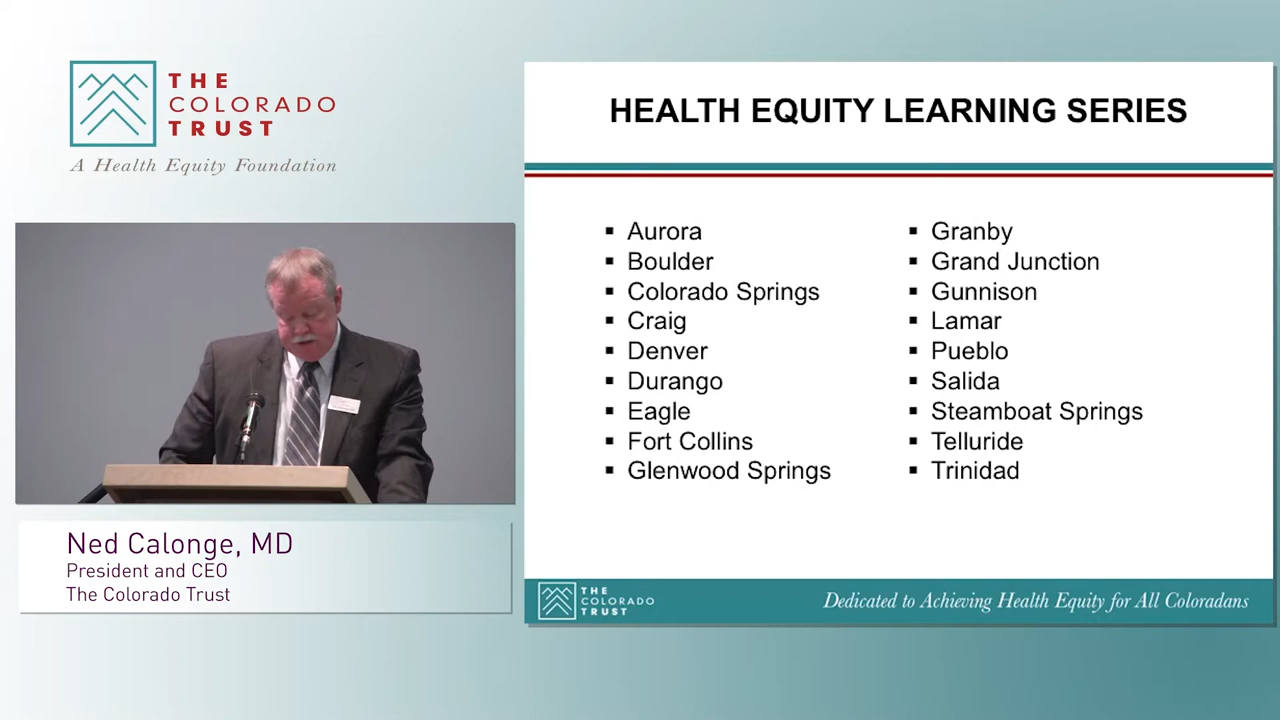 THE
COLORADO
TRUST
A Health Equity Foundation
Ned Calonge, MD
President and CEO
The Colorado Trust
HEALTH EQUITY LEARNING SERIES
▪ Aurora
▪ Boulder
▪ Colorado Springs
▪ Craig
▪ Denver
▪ Durango
▪ Eagle
▪ Fort Collins
▪ Glenwood Springs
▪ Granby
▪ Grand Junction
▪ Gunnison
▪ Lamar
▪ Pueblo
▪ Salida
▪ Steamboat Springs
▪ Telluride
▪ Trinidad
THE
COLORADO
TRUST
Dedicated to Achieving Health Equity for All Coloradans